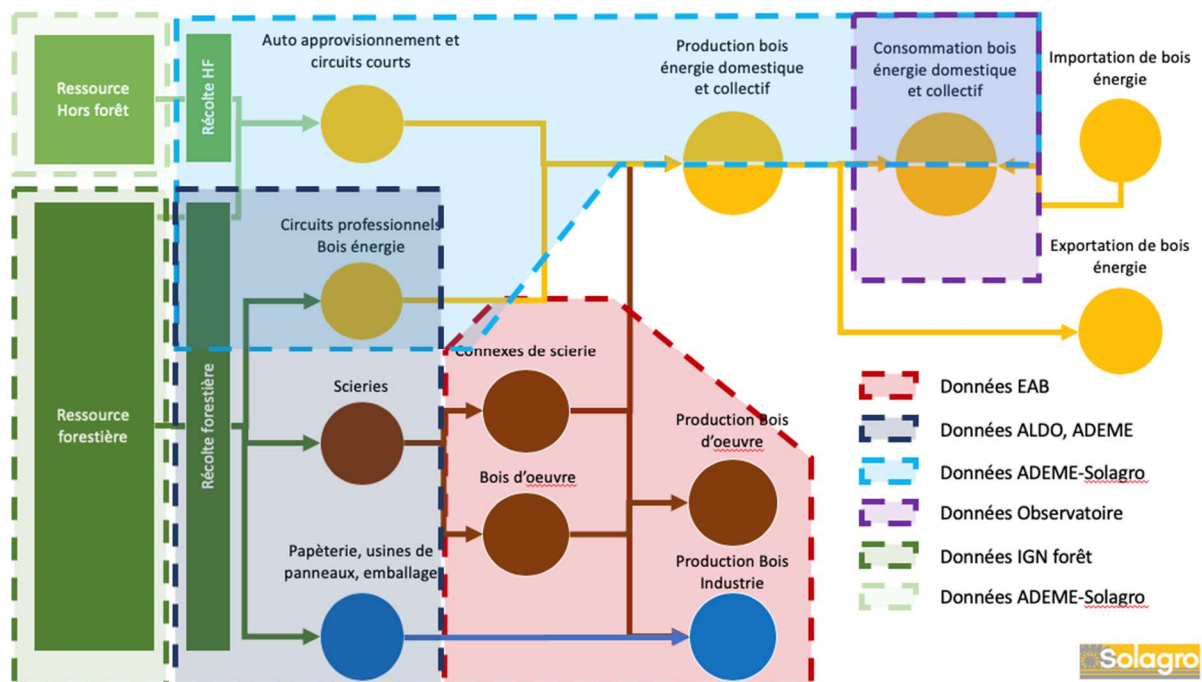 Ressource
Hors forêt
Récolte HF
Auto approvisionnement et
circuits courts
Production bois
énergie domestique
et collectif
Consommation bois
énergie domestique
et collectif
Importation de bois
énergie
Ressource
forestière
Récolte forestière
Circuits professionnels
Bois énergie
Exportation de bois
énergie
Scieries
Connexes de scierie
Bois d'oeuvre
Production Bois
d'oeuvre
Papèterie, usines de
panneaux, emballage
Production Bois
Industrie
Données EAB
Données ALDO, ADEME
Données ADEME-Solagro
Données Observatoire
Données IGN forêt
Données ADEME-Solagro
Solagro